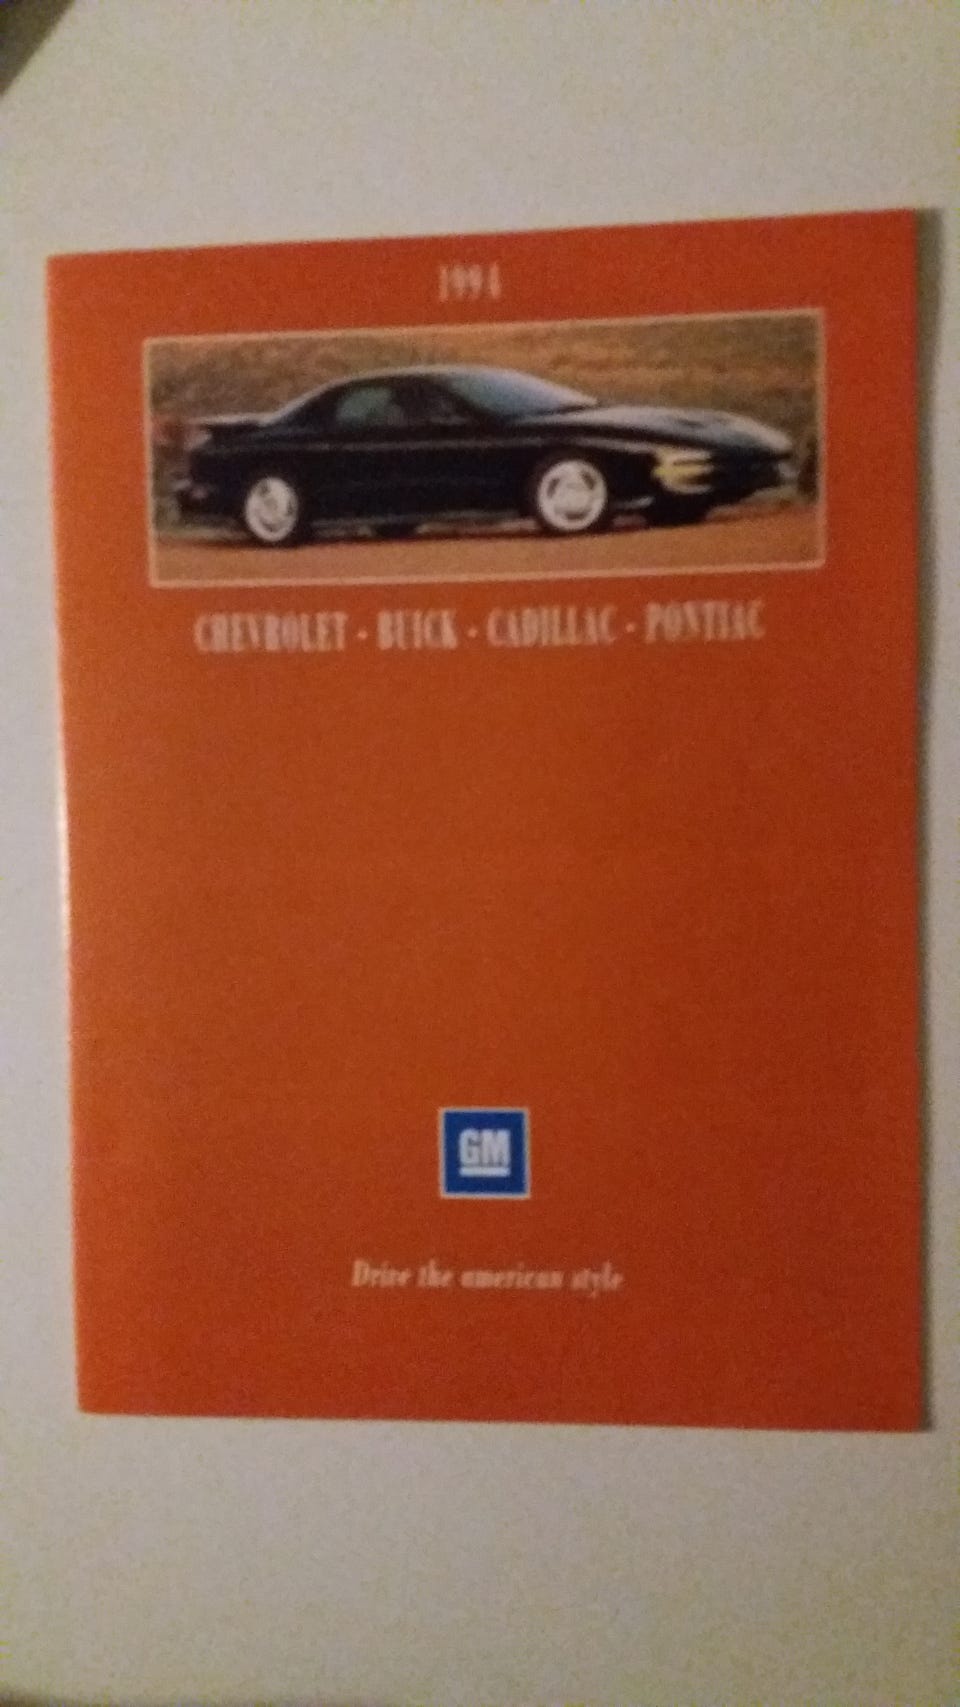 1994
CHEVROLET - BUICK - CADILLAC - PONTIAC
GM
Drive the american style